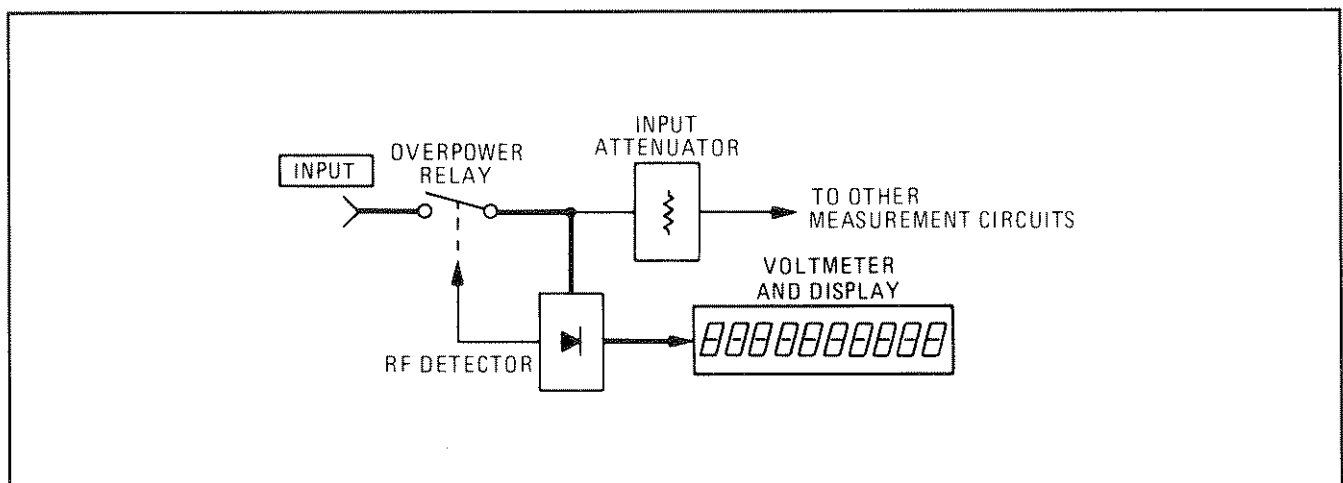 INPUT
OVERPOWER
RELAY
INPUT
ATTENUATOR
TO OTHER
MEASUREMENT CIRCUITS
VOLTMETER
AND DISPLAY
RF DETECTOR